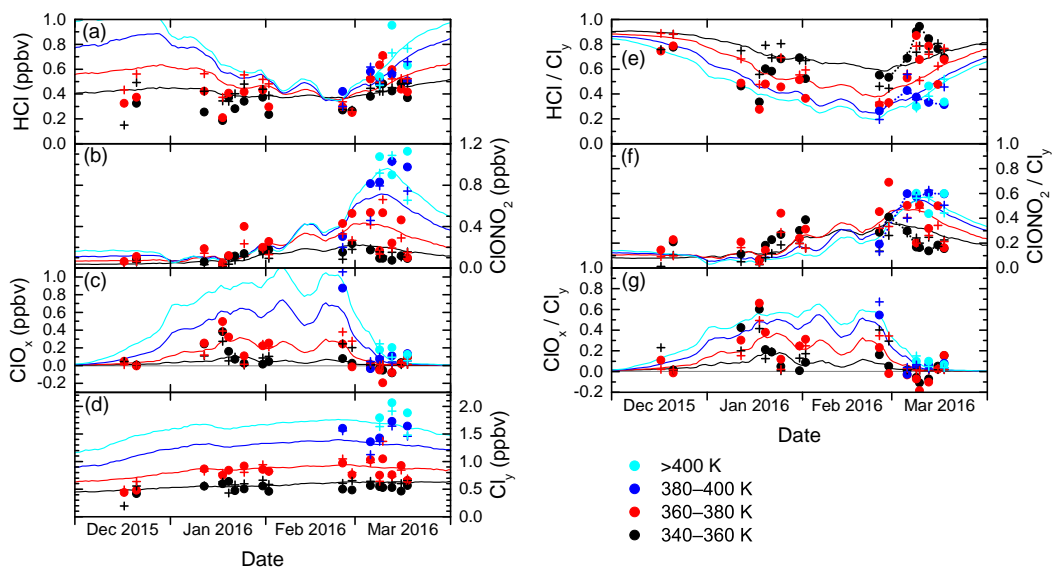 (a)
HCl (ppbv)
1.0
0.8
0.6
0.4
0.2
0.0
(b)
ClONO2 (ppbv)
1.2
0.8
0.4
0.0
(c)
ClOx (ppbv)
1.0
0.8
0.6
0.4
0.2
0.0
-0.2
(d)
Cly (ppbv)
2.0
1.5
1.0
0.5
0.0
Dec 2015 Jan 2016 Feb 2016 Mar 2016
Date
(e)
HCl / Cly
1.0
0.8
0.6
0.4
0.2
0.0
(f)
ClONO2 / Cly
1.0
0.8
0.6
0.4
0.2
0.0
(g)
ClOx / Cly
1.0
0.8
0.6
0.4
0.2
0.0
-0.2
Dec 2015 Jan 2016 Feb 2016 Mar 2016
Date
>400 K
380–400 K
360–380 K
340–360 K